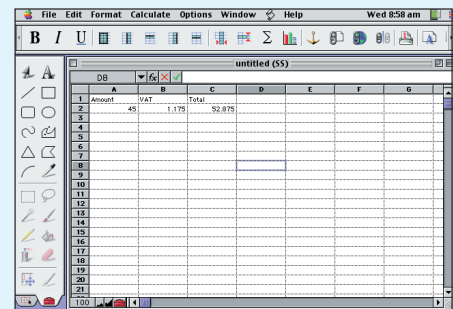 File Edit Format Calculate Options Window Help Wed 8:58 am
B I U Σ
untitled (SS)
D8 fx
A B C D E F G
1 Amount VAT Total
2 45 1.175 52.875
3
4
5
6
7
8
9
10
11
12
13
14
15
16
17
18
19
20
21
100